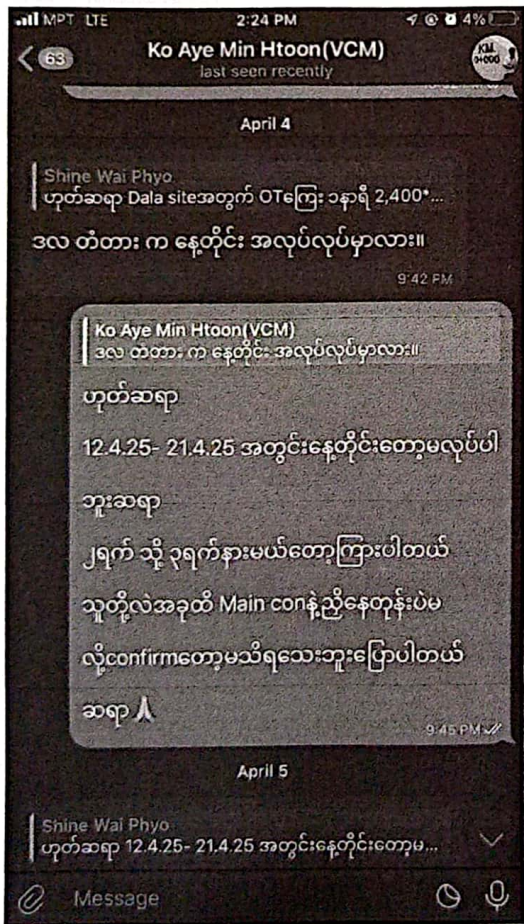 MPT LTE 2:24 PM 4%
63 Ko Aye Min Htoon(VCM)
last seen recently
KM
0+000
April 4
Shine Wai Phyo
ဟုတ်ဆရာ Dala siteအတွက် OTကြေး ၁နာရီ 2,400*...
ဒလ တံတား က နေ့တိုင်း အလုပ်လုပ်မှာလား။
9:42 PM
Ko Aye Min Htoon(VCM)
ဒလ တံတား က နေ့တိုင်း အလုပ်လုပ်မှာလား။
ဟုတ်ဆရာ
12.4.25- 21.4.25 အတွင်းနေ့တိုင်းတော့မလုပ်ပါ
ဘူးဆရာ
၂ရက် သို့ ၃ရက်နားမယ်တော့ကြားပါတယ်
သူတို့လဲအခုထိ Main conနဲ့ညှိနေတုန်းပဲမ
လို့confirmတော့မသိရသေးဘူးပြောပါတယ်
ဆရာ 🙏
9:45 PM
April 5
Shine Wai Phyo
ဟုတ်ဆရာ 12.4.25- 21.4.25 အတွင်းနေ့တိုင်းတော့မ...
Message